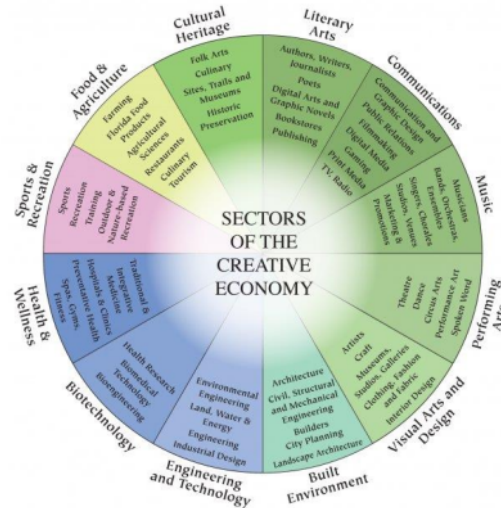 SECTORS
OF THE
CREATIVE
ECONOMY
Cultural
Heritage
Folk Arts
Culinary
Sites, Trails and
Museums
Historic
Preservation
Literary
Arts
Authors, Writers,
Journalists
Poets
Digital Arts and
Graphic Novels
Bookstores
Publishing
Communications
Communication and
Graphic Design
Public Relations
Filmmaking
Digital Media
Gaming
Print Media
TV, Radio
Music
Musicians
Bands, Orchestras,
Ensembles
Singers, Chorales
Studios, Venues
Marketing &
Promotions
Performing
Arts
Theatre
Dance
Circus Arts
Performance Art
Spoken Word
Visual Arts and
Design
Artists
Craft
Museums,
Studios, Galleries
Clothing, Fashion
and Fabric
Interior Design
Built
Environment
Architecture
Civil, Structural
and Mechanical
Engineering
Builders
City Planning
Landscape Architecture
Engineering
and Technology
Environmental
Engineering
Land, Water &
Energy
Engineering
Industrial Design
Biotechnology
Health Research
Biomedical
Technology
Bioregineering
Health &
Wellness
Traditional &
Integrative
Medicine
Hospitals & Clinics
Preventative Health
Spas, Gyms,
Fitness
Sports &
Recreation
Sports
Recreation
Training
Outdoor &
Nature-based
Recreation
Food &
Agriculture
Farming
Florida Food
Products
Agricultural
Sciences
Restaurants
Culinary
Tourism